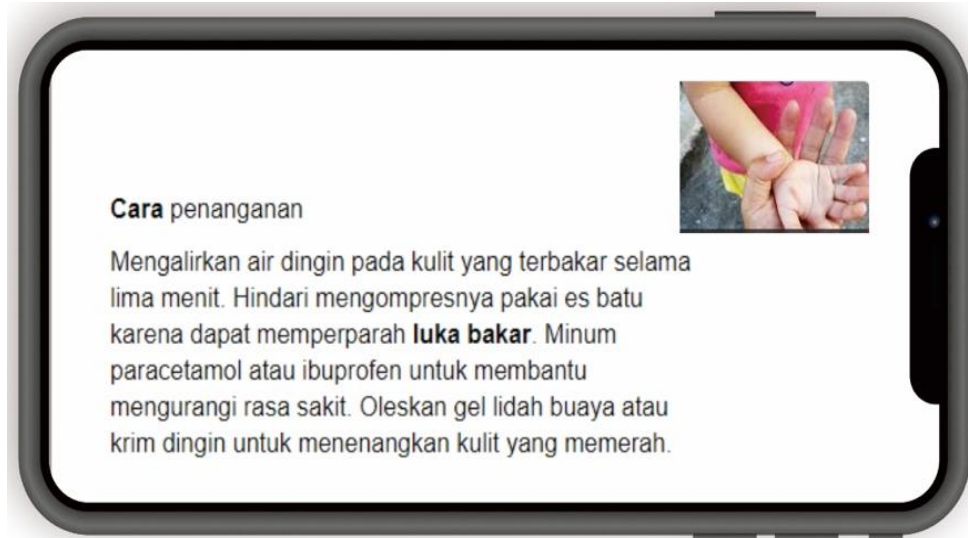 Cara penanganan
Mengalirkan air dingin pada kulit yang terbakar selama
lima menit. Hindari mengompresnya pakai es batu
karena dapat memperparah luka bakar. Minum
paracetamol atau ibuprofen untuk membantu
mengurangi rasa sakit. Oleskan gel lidah buaya atau
krim dingin untuk menenangkan kulit yang memerah.